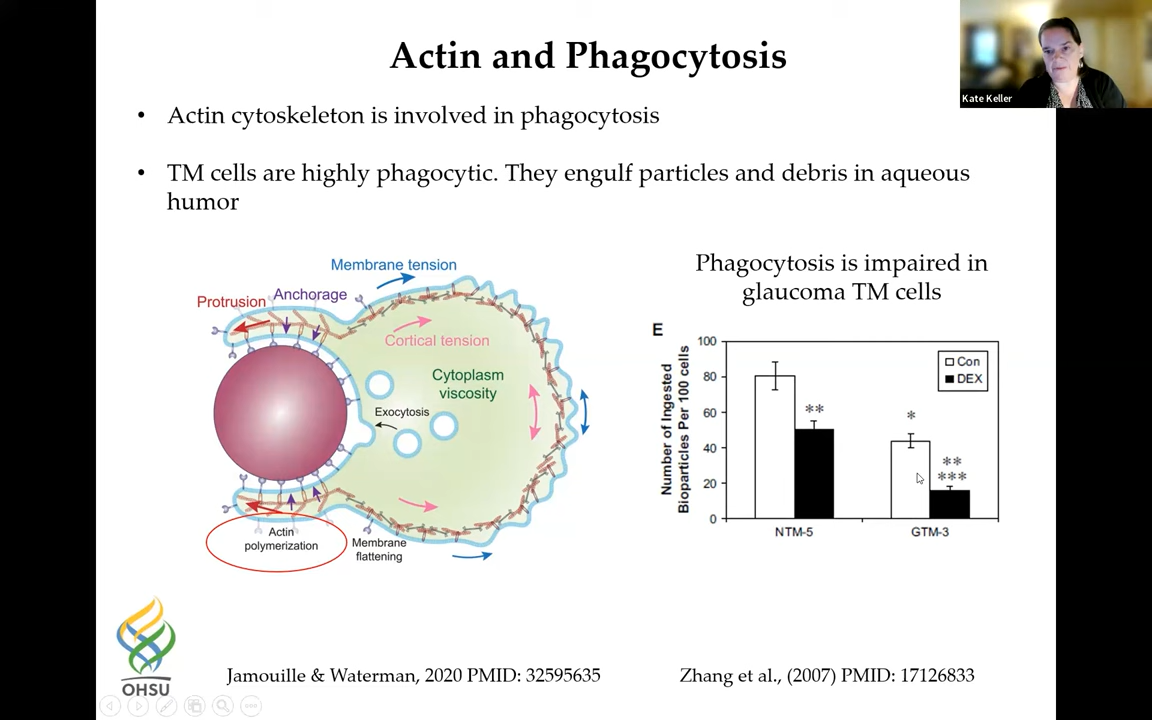 Actin and Phagocytosis
Kate Keller
• Actin cytoskeleton is involved in phagocytosis
• TM cells are highly phagocytic. They engulf particles and debris in aqueous
humor
Membrane tension
Protrusion
Anchorage
Cortical tension
Cytoplasm
viscosity
Exocytosis
Actin
polymerization
Membrane
flattening
Phagocytosis is impaired in
glaucoma TM cells
E
Number of Ingested
Bioparticles Per 100 cells
100
80
60
40
20
0
Con
DEX
**
*
**
***
NTM-5
GTM-3
OHSU
Jamouille & Waterman, 2020 PMID: 32595635
Zhang et al., (2007) PMID: 17126833